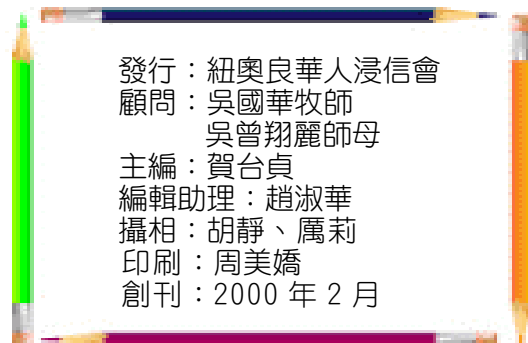 發行：紐奧良華人浸信會
顧問：吳國華牧師
吳曾翔麗師母
主編：賀台貞
編輯助理：趙淑華
攝相：胡靜、厲莉
印刷：周美嬌
創刊：2000 年 2 月